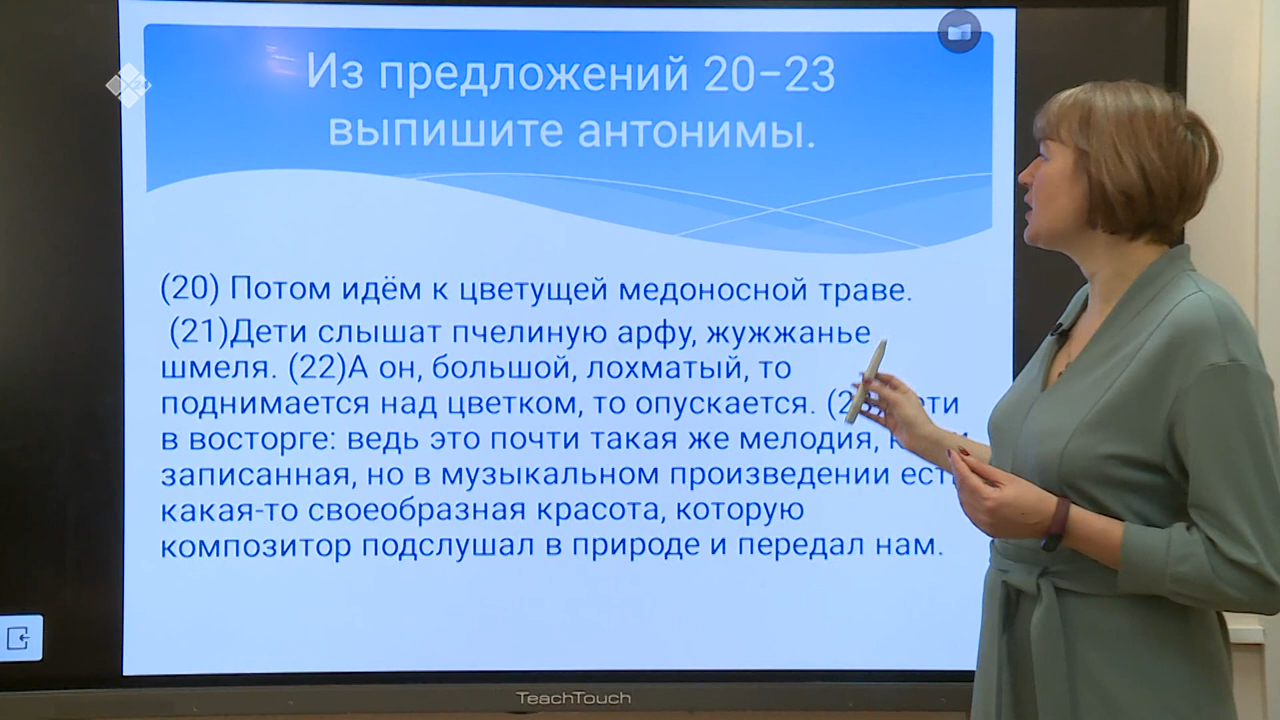 Из предложений 20–23
выпишите антонимы.
(20) Потом идём к цветущей медоносной траве.
(21)Дети слышат пчелиную арфу, жужжанье
шмеля. (22)А он, большой, лохматый, то
поднимается над цветком, то опускается.
в восторге: ведь это почти такая же мелодия,
записанная, но в музыкальном произведении
какая-то своеобразная красота, которую
композитор подслушал в природе и передал нам.
TeachTouch